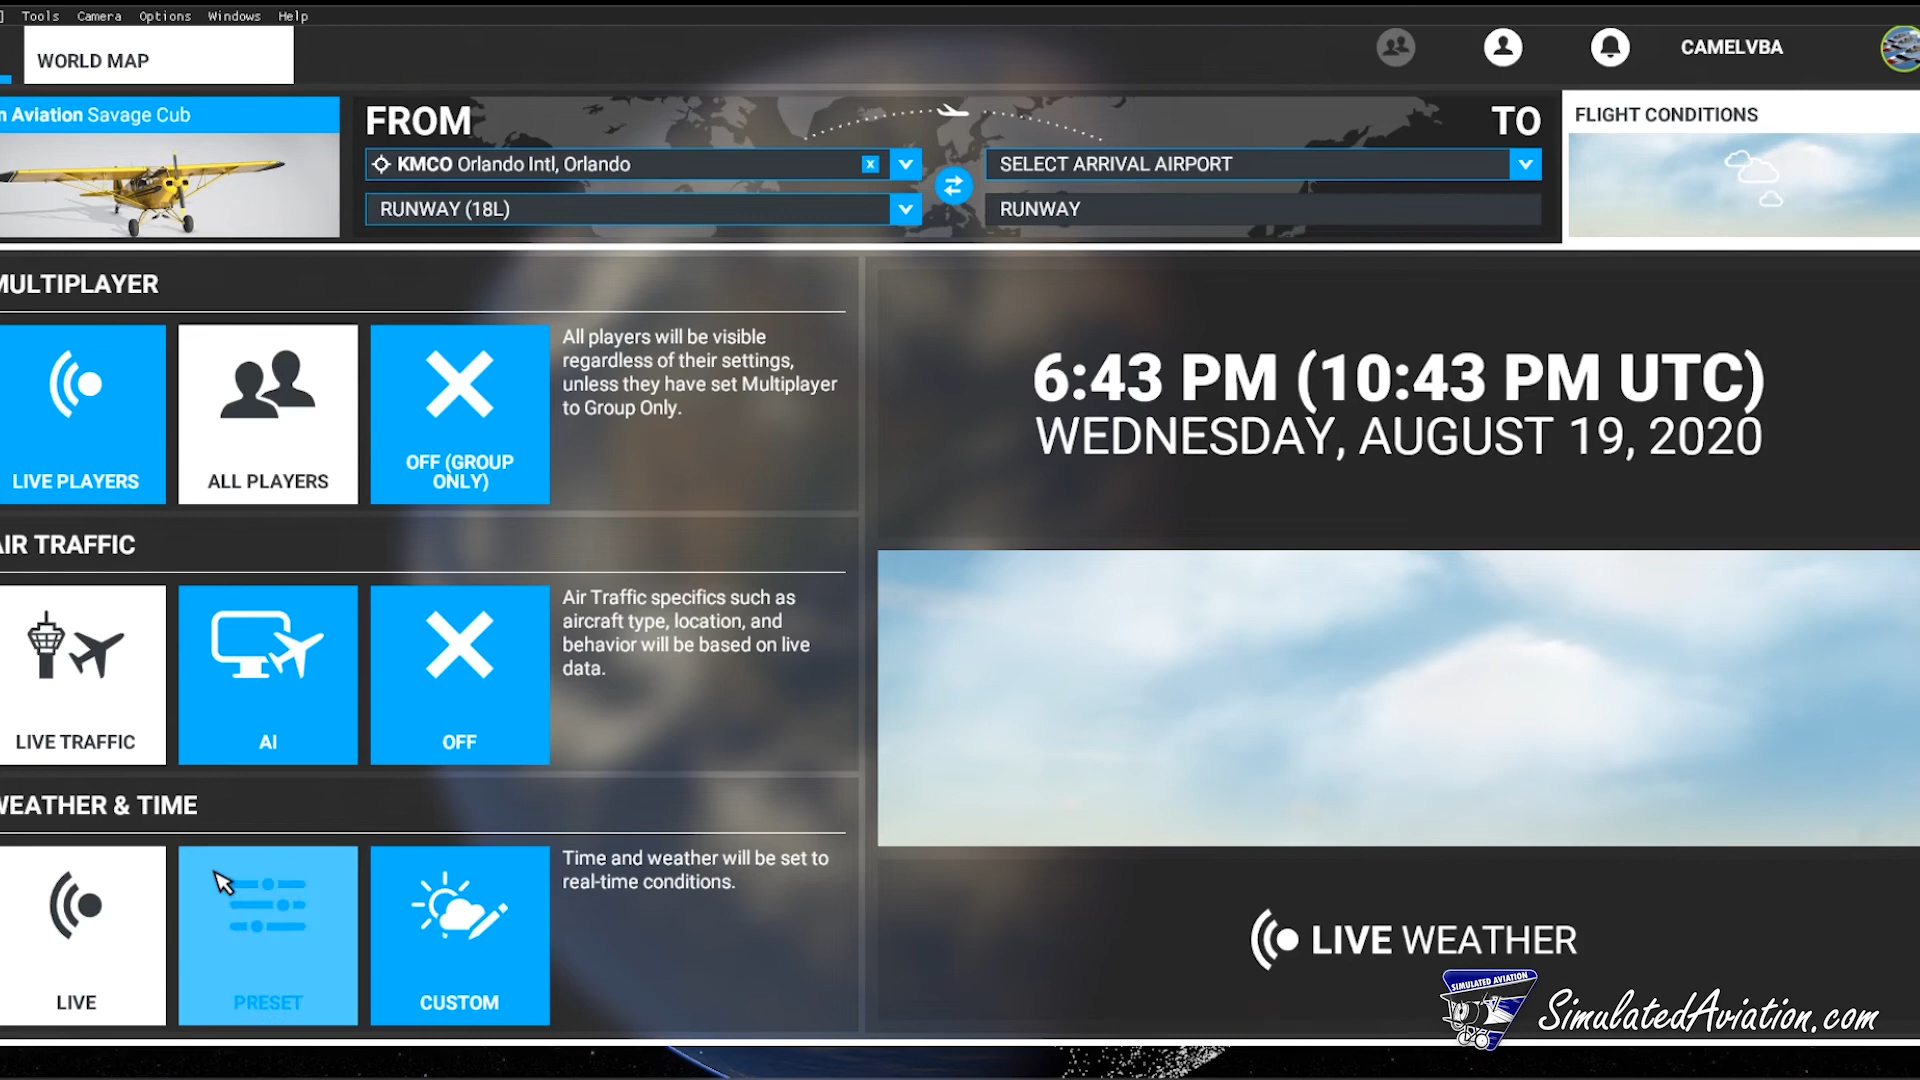 Tools Camera Options Windows Help
WORLD MAP
CAMELVBA
Aviation Savage Cub
FROM
TO
FLIGHT CONDITIONS
KMCO Orlando Intl, Orlando
x
SELECT ARRIVAL AIRPORT
RUNWAY (18L)
RUNWAY
MULTIPLAYER
LIVE PLAYERS
ALL PLAYERS
OFF (GROUP
ONLY)
All players will be visible
regardless of their settings,
unless they have set Multiplayer
to Group Only.
6:43 PM (10:43 PM UTC)
WEDNESDAY, AUGUST 19, 2020
AIR TRAFFIC
LIVE TRAFFIC
AI
OFF
Air Traffic specifics such as
aircraft type, location, and
behavior will be based on live
data.
WEATHER & TIME
LIVE
PRESET
CUSTOM
Time and weather will be set to
real-time conditions.
LIVE WEATHER
SIMULATED AVIATION
SimulatedAviation.com